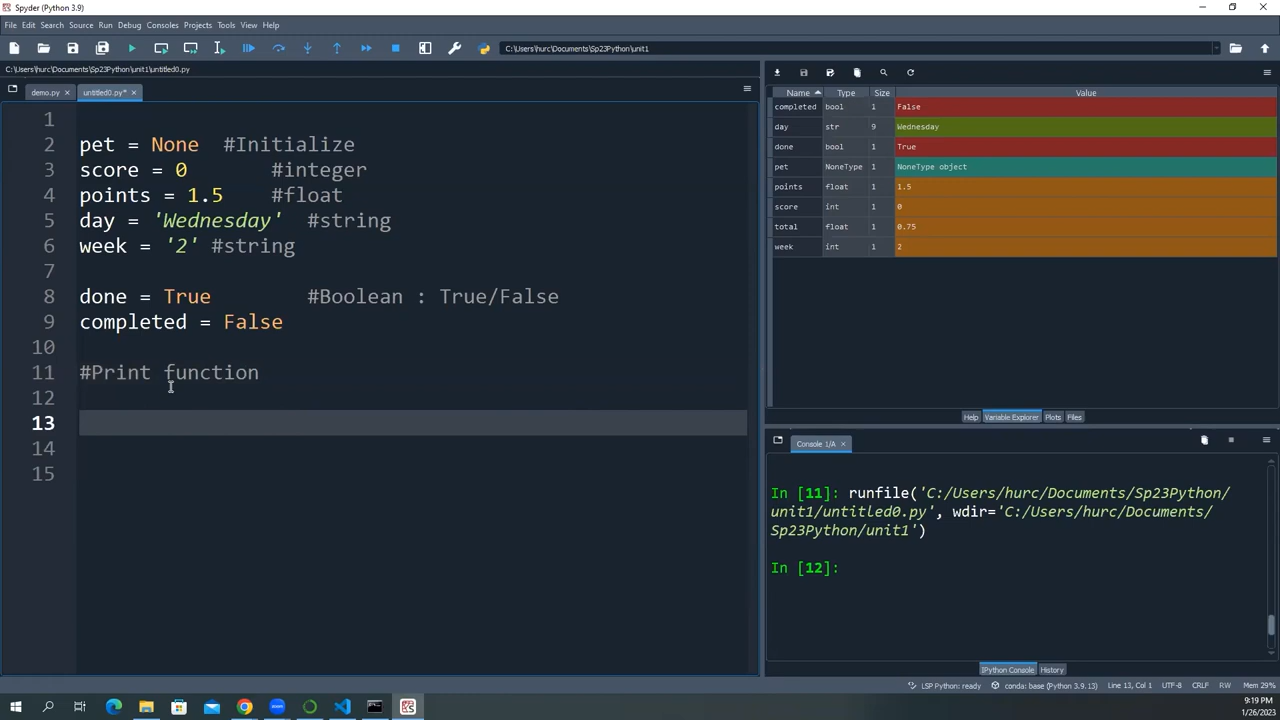 Spyder (Python 3.9)
File Edit Search Source Run Debug Consoles Projects Tools View Help
C:\Users\hurc\Documents\Sp23Python\unit1
C:\Users\hurc\Documents\Sp23Python\unit1\untitled0.py
demo.py untitled0.py*
1
2 pet = None #Initialize
3 score = 0 #integer
4 points = 1.5 #float
5 day = 'Wednesday' #string
6 week = '2' #string
7
8 done = True #Boolean : True/False
9 completed = False
10
11 #Print function
12
13
14
15
Name Type Size Value
completed bool 1 False
day str 9 Wednesday
done bool 1 True
pet NoneType 1 NoneType object
points float 1 1.5
score int 1 0
total float 1 0.75
week int 1 2
Help Variable Explorer Plots Files
Console 1/A
In [11]: runfile('C:/Users/hurc/Documents/Sp23Python/
unit1/untitled0.py', wdir='C:/Users/hurc/Documents/
Sp23Python/unit1')
In [12]:
IPython Console History
LSP Python: ready conda: base (Python 3.9.13) Line 13, Col 1 UTF-8 CRLF RW Mem 29%
9:19 PM
1/26/2023